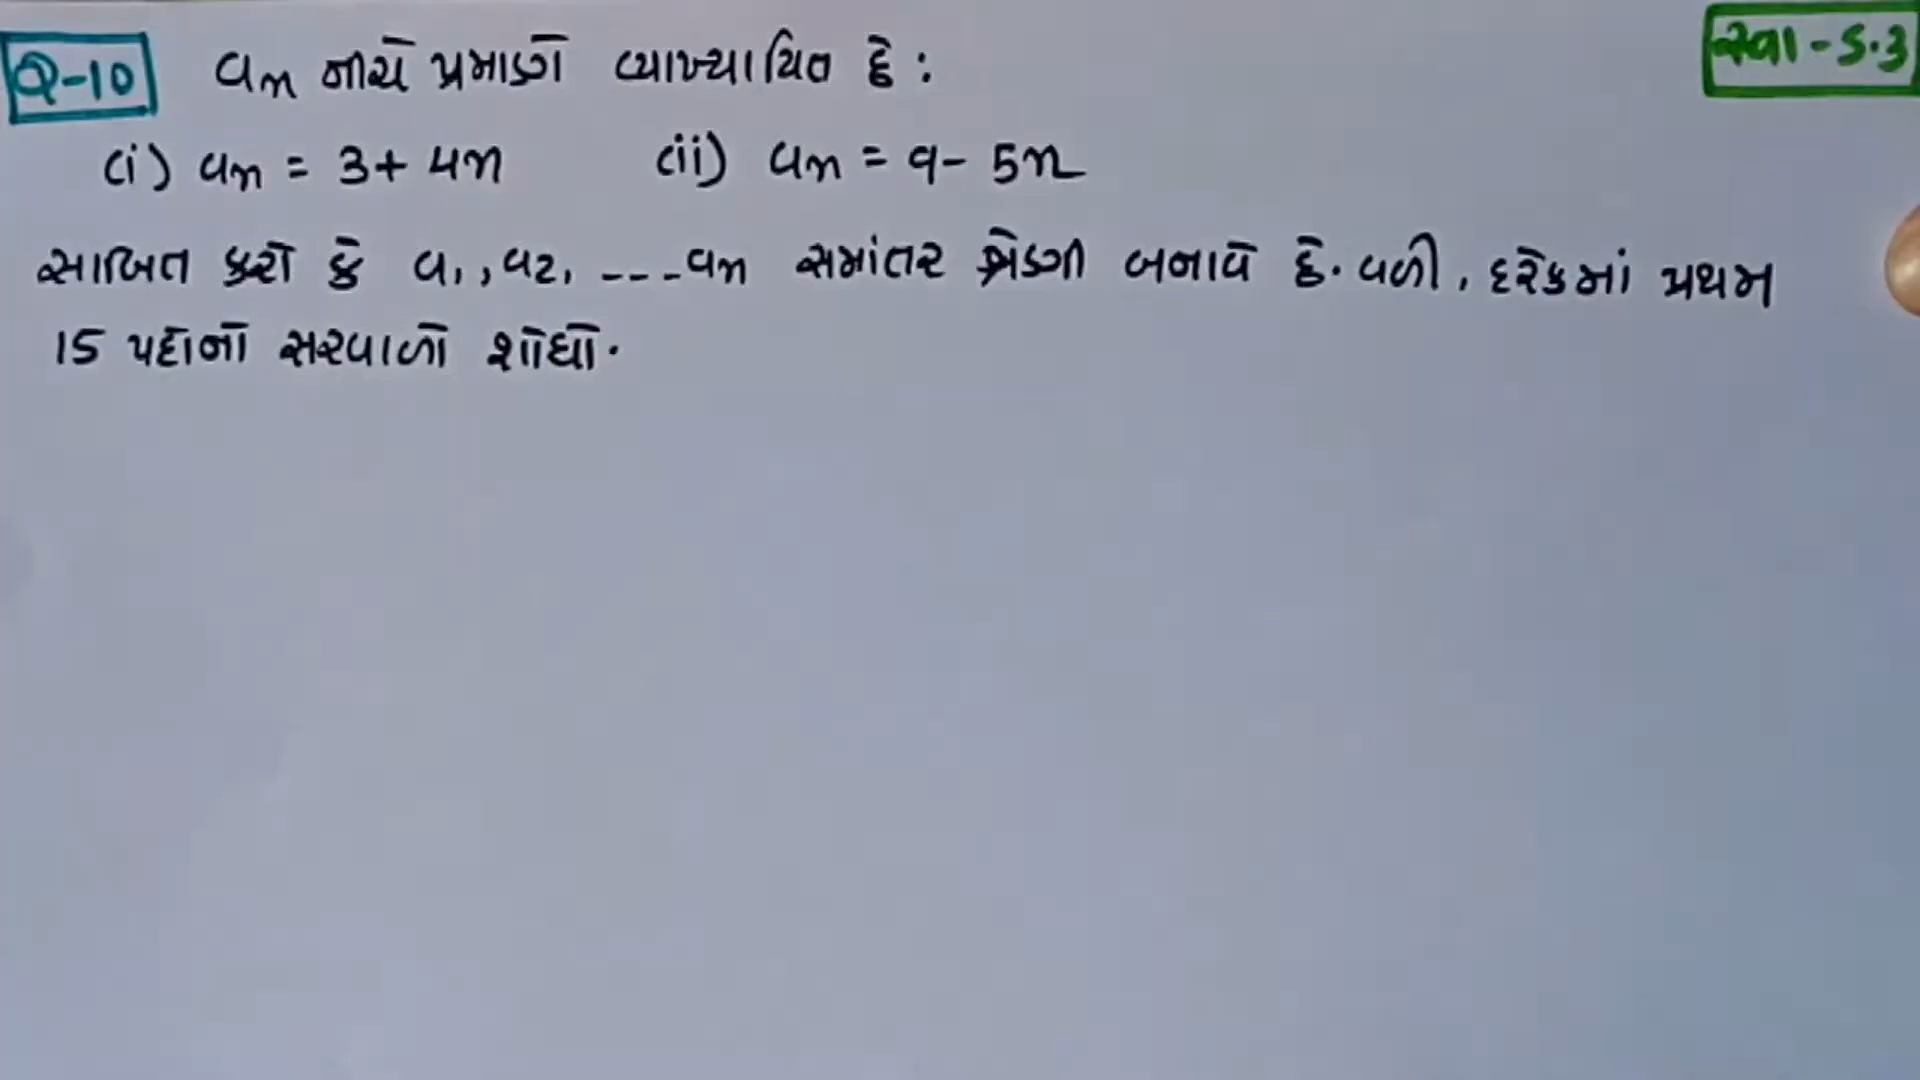 Q-10 an નીચે પ્રમાણે વ્યાખ્યાયિત છે : સ્વા - 5.3
(i) an = 3 + 4n (ii) an = 9 - 5n
સાબિત કરો કે a1, a2, ---an સમાંતર શ્રેણી બનાવે છે. વળી, દરેકમાં પ્રથમ
15 પદોનો સરવાળો શોધો.